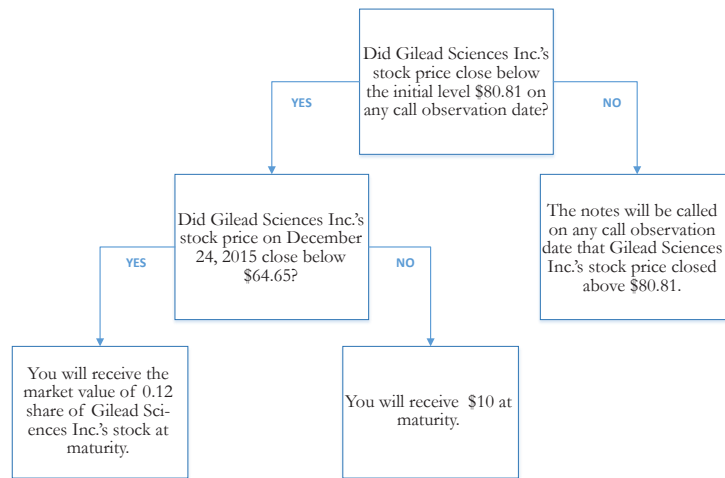 Did Gilead Sciences Inc.'s
stock price close below
the initial level $80.81 on
any call observation date?
YES
NO
Did Gilead Sciences Inc.'s
stock price on December
24, 2015 close below
$64.65?
The notes will be called
on any call observation
date that Gilead Sciences
Inc.'s stock price closed
above $80.81.
YES
NO
You will receive the
market value of 0.12
share of Gilead Sci-
ences Inc.'s stock at
maturity.
You will receive $10 at
maturity.